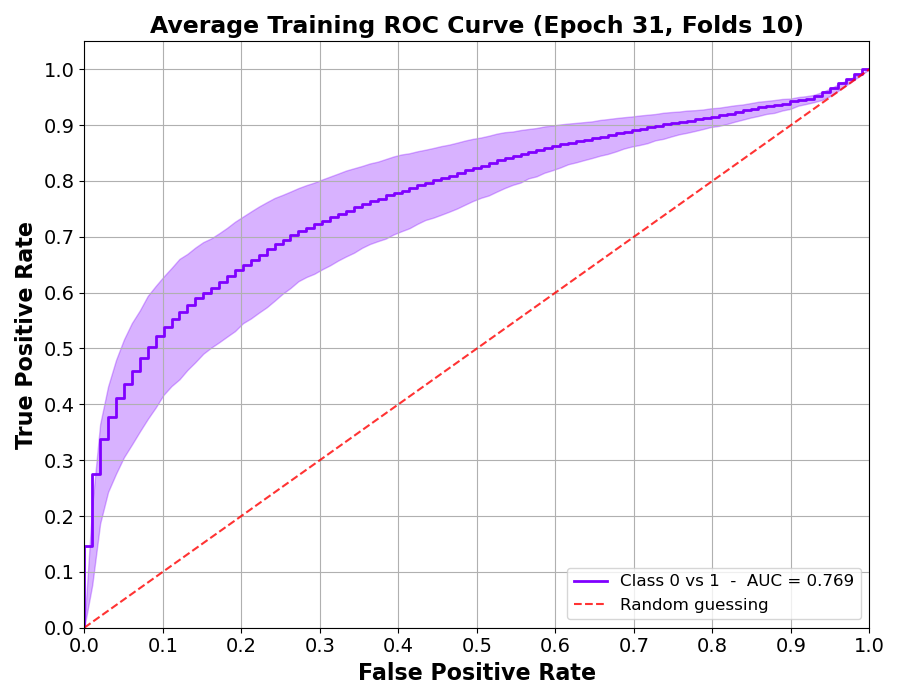 Average Training ROC Curve (Epoch 31, Folds 10)
True Positive Rate
1.0
0.9
0.8
0.7
0.6
0.5
0.4
0.3
0.2
0.1
0.0
Class 0 vs 1 - AUC = 0.769
Random guessing
0.0 0.1 0.2 0.3 0.4 0.5 0.6 0.7 0.8 0.9 1.0
False Positive Rate